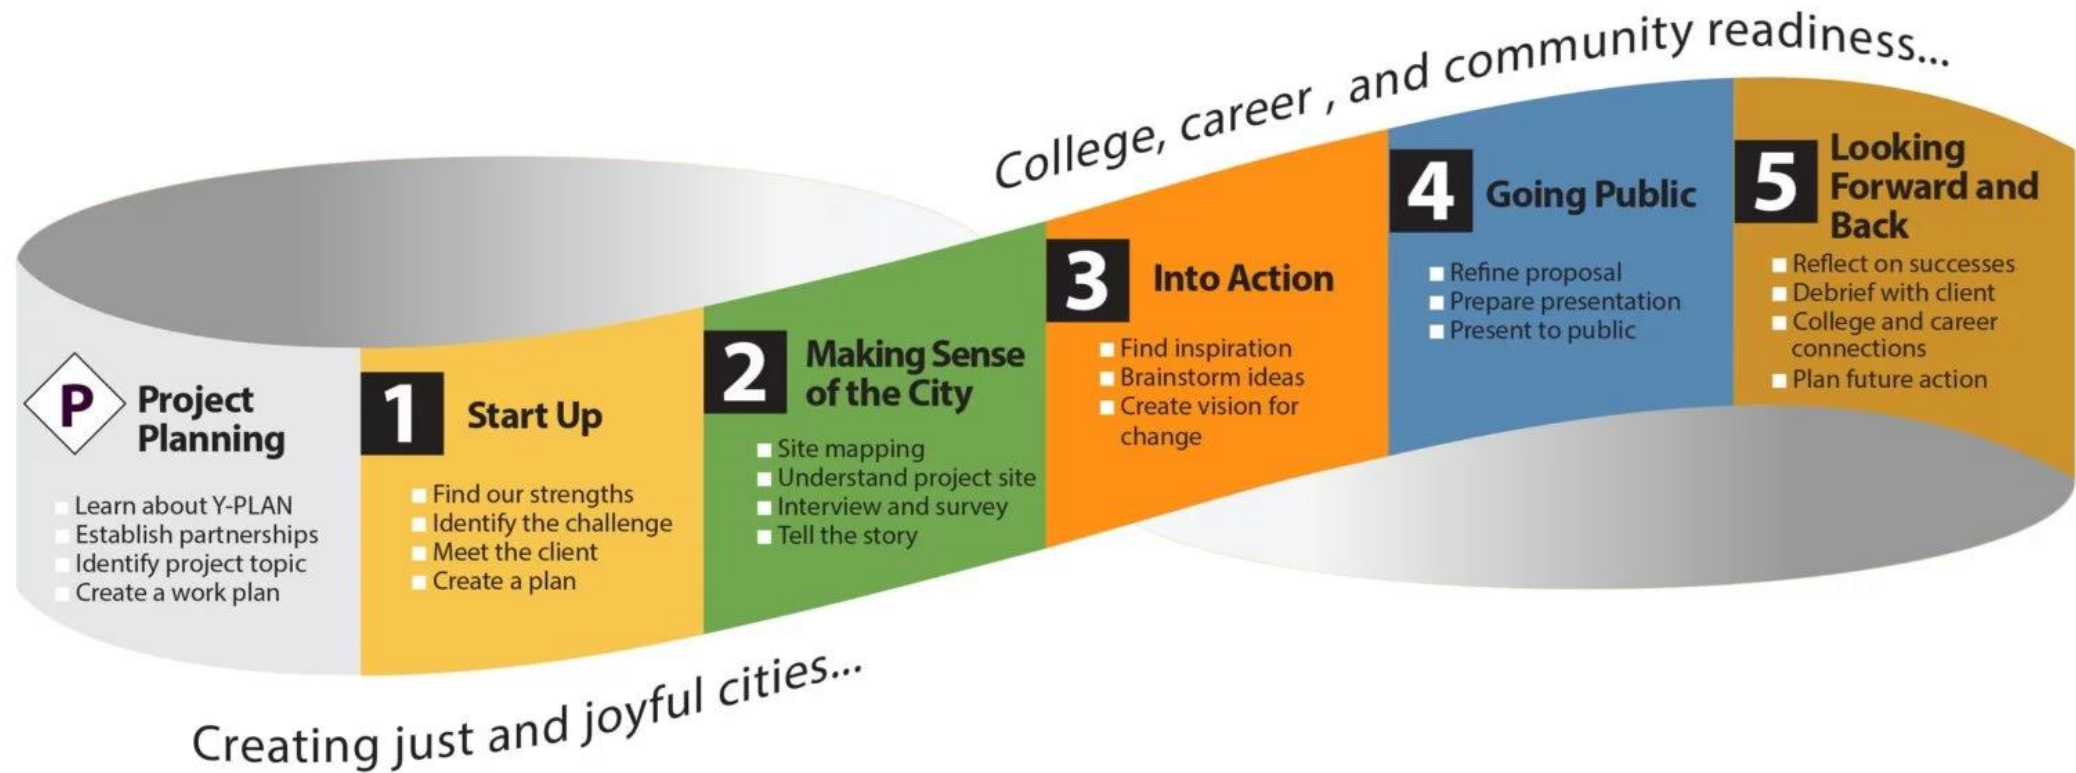 College, career , and community readiness...
P
Project
Planning
Learn about Y-PLAN
Establish partnerships
Identify project topic
Create a work plan
1
Start Up
Find our strengths
Identify the challenge
Meet the client
Create a plan
2
Making Sense
of the City
Site mapping
Understand project site
Interview and survey
Tell the story
3
Into Action
Find inspiration
Brainstorm ideas
Create vision for
change
4
Going Public
Refine proposal
Prepare presentation
Present to public
5
Looking
Forward and
Back
Reflect on successes
Debrief with client
College and career
connections
Plan future action
Creating just and joyful cities...